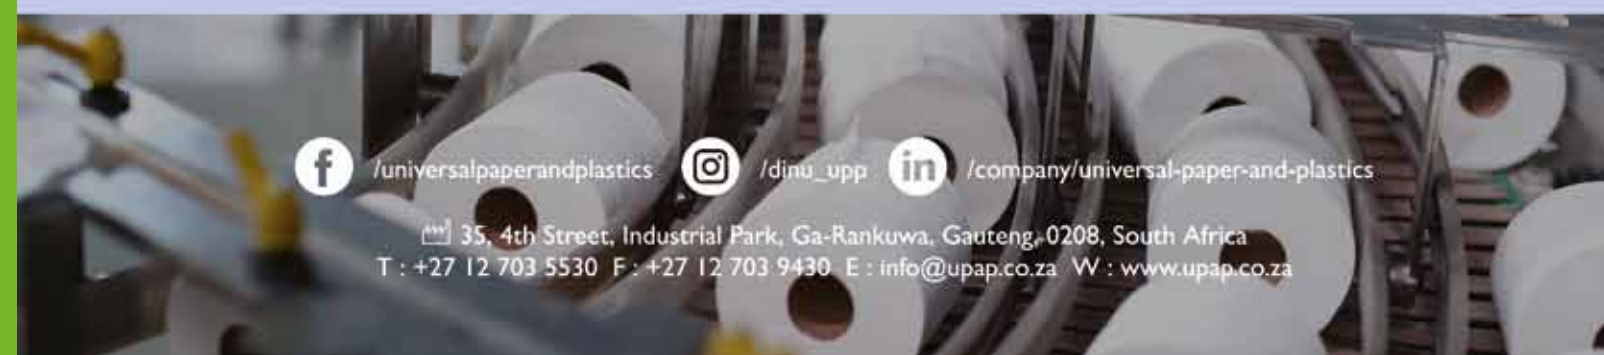 /universalpaperandplastics /dinu_upp in /company/universal-paper-and-plastics
35, 4th Street, Industrial Park, Ga-Rankuwa, Gauteng, 0208, South Africa
T : +27 12 703 5530 F : +27 12 703 9430 E : info@upap.co.za W : www.upap.co.za